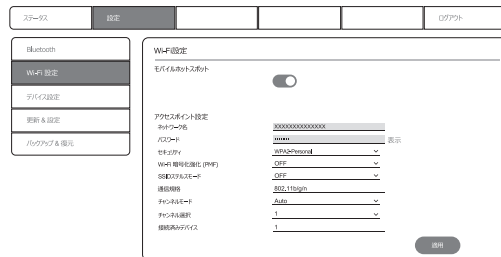 ステータス
設定
ログアウト
Bluetooth
Wi-Fi 設定
デバイス設定
更新 & 設定
バックアップ & 復元
Wi-Fi設定
モバイルホットスポット
アクセスポイント設定
ネットワーク名 XXXXXXXXXXXXXX
パスワード •••••••• 表示
セキュリティ WPA2-Personal
Wi-Fi 暗号化強化 (PMF) OFF
SSIDステルスモード OFF
通信規格 802.11b/g/n
チャンネルモード Auto
チャンネル選択 1
接続済みデバイス 1
適用